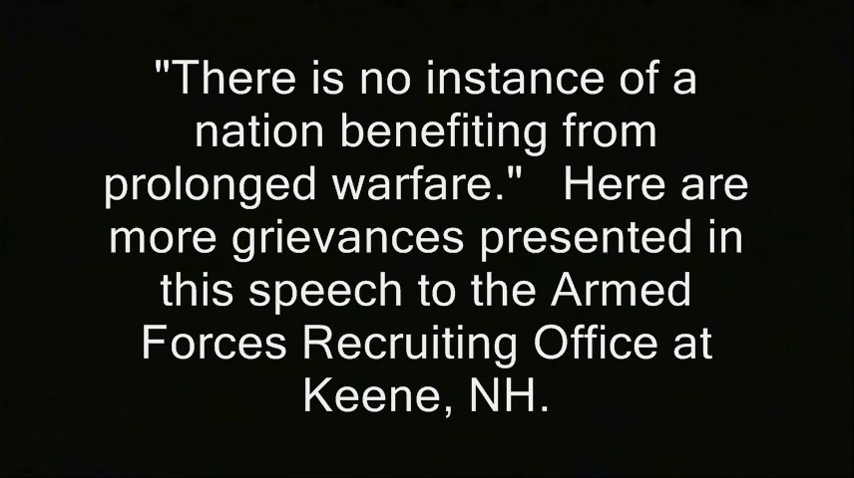 "There is no instance of a
nation benefiting from
prolonged warfare."   Here are
more grievances presented in
this speech to the Armed
Forces Recruiting Office at
Keene, NH.